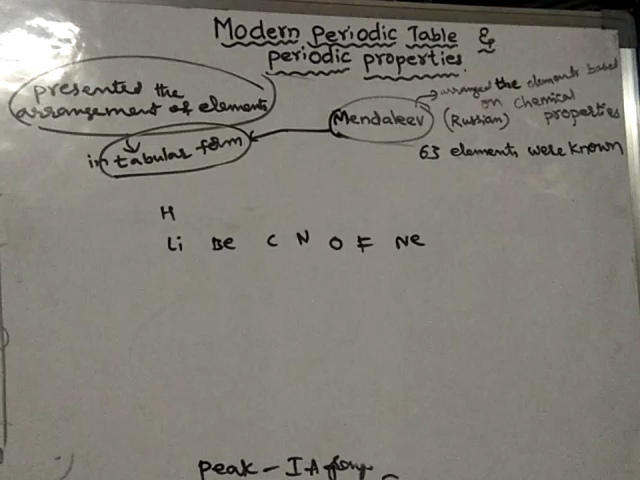 Modern Periodic Table &
periodic properties.
presented the
arrangement of elements
in tabular form
Mendaleev
(Russian)
arranged the elements based
on chemical
properties
63 elements were known
H
Li Be C N O F Ne
peak - IA